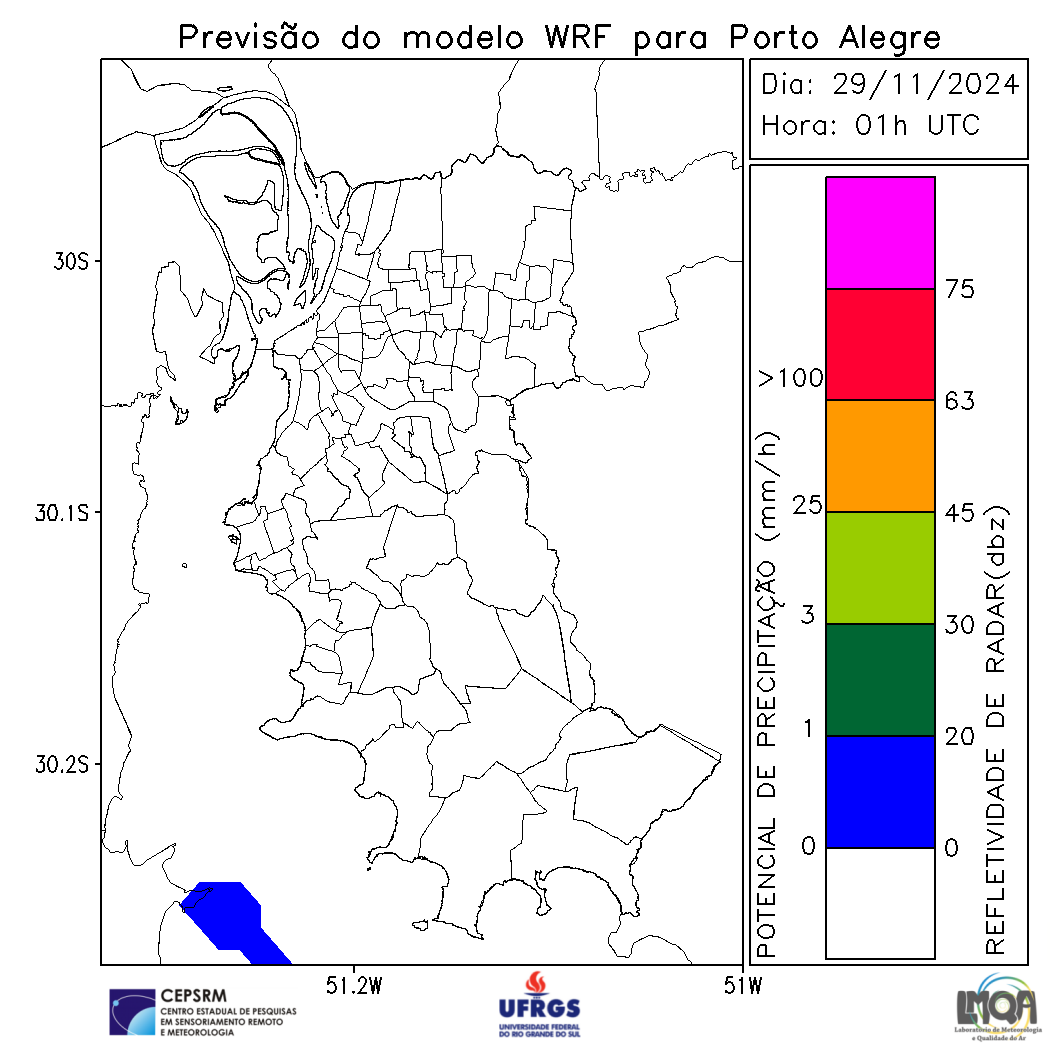 Previsão do modelo WRF para Porto Alegre
Dia: 29/11/2024
Hora: 01h UTC
30S
30.1S
30.2S
51.2W
51W
POTENCIAL DE PRECIPITAÇÃO (mm/h)
>100
25
3
1
0
75
63
45
30
20
0
REFLETIVIDADE DE RADAR(dbz)
CEPSRM
CENTRO ESTADUAL DE PESQUISAS
EM SENSORIAMENTO REMOTO
E METEOROLOGIA
UFRGS
UNIVERSIDADE FEDERAL
DO RIO GRANDE DO SUL
LMQA
Laboratório de Meteorologia
e Qualidade do Ar